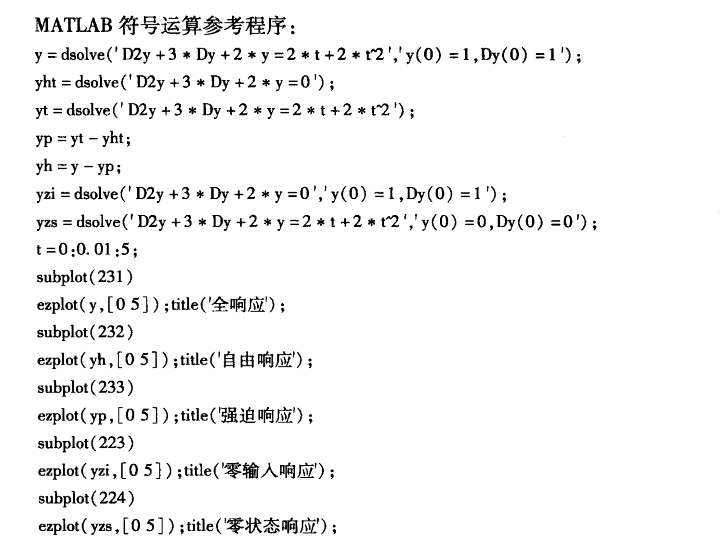 MATLAB 符号运算参考程序:
y = dsolve('D2y + 3 * Dy + 2 * y = 2 * t + 2 * t^2','y(0) = 1,Dy(0) = 1');
yht = dsolve('D2y + 3 * Dy + 2 * y = 0');
yt = dsolve('D2y + 3 * Dy + 2 * y = 2 * t + 2 * t^2');
yp = yt - yht;
yh = y - yp;
yzi = dsolve('D2y + 3 * Dy + 2 * y = 0','y(0) = 1,Dy(0) = 1');
yzs = dsolve('D2y + 3 * Dy + 2 * y = 2 * t + 2 * t^2','y(0) = 0,Dy(0) = 0');
t = 0:0.01:5;
subplot(231)
ezplot(y,[0 5]);title('全响应');
subplot(232)
ezplot(yh,[0 5]);title('自由响应');
subplot(233)
ezplot(yp,[0 5]);title('强迫响应');
subplot(223)
ezplot(yzi,[0 5]);title('零输入响应');
subplot(224)
ezplot(yzs,[0 5]);title('零状态响应');